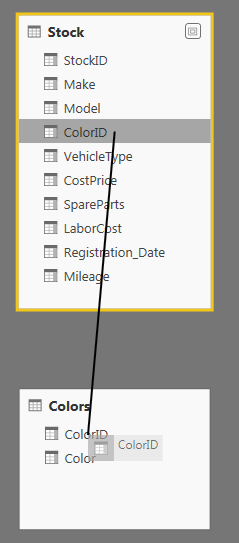 Stock
StockID
Make
Model
ColorID
VehicleType
CostPrice
SpareParts
LaborCost
Registration_Date
Mileage
Colors
ColorID
ColorID
Color